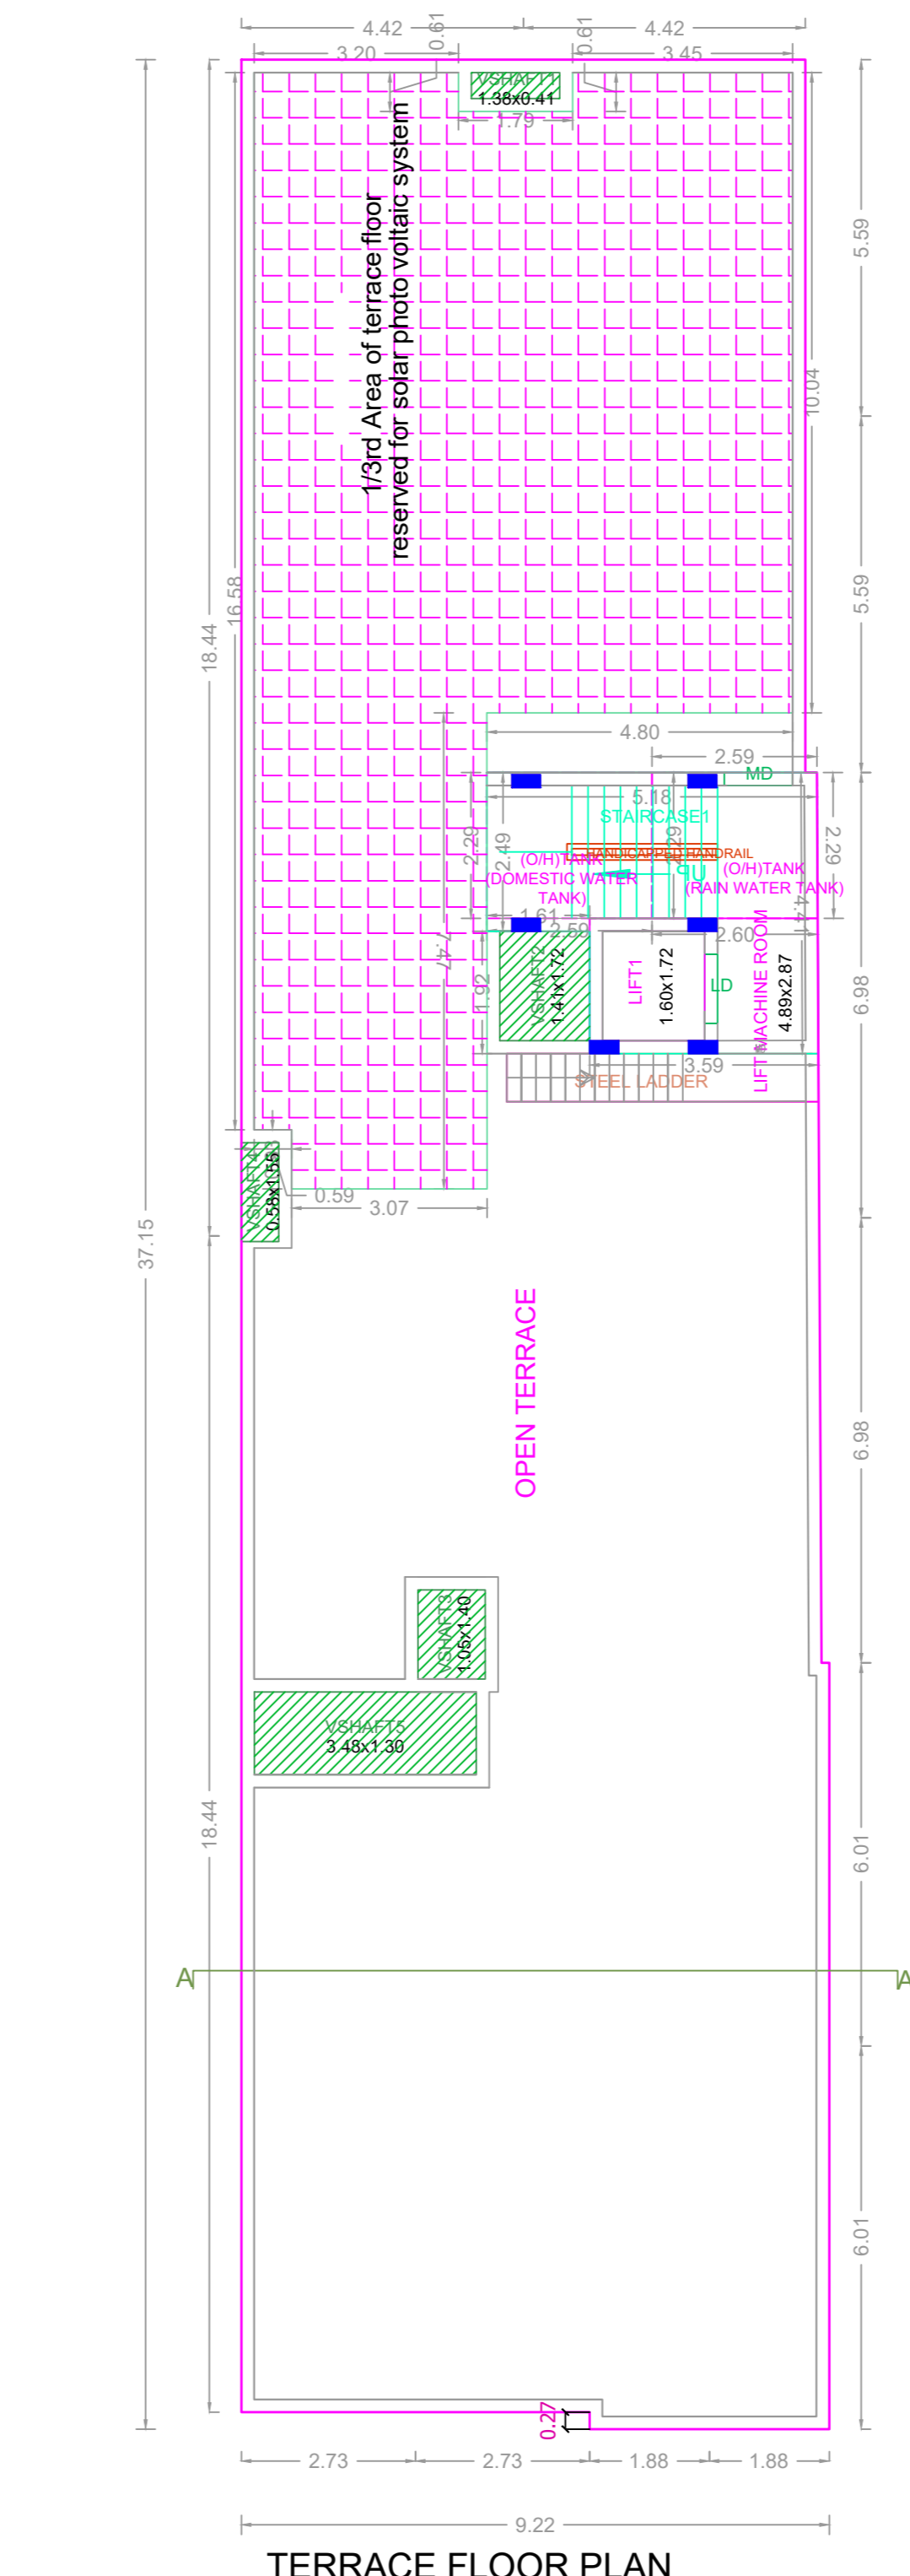 4.42
4.42
0.61
0.61
3.20
3.45
VSHAFT1
1.38x0.41
1.79
1/3rd Area of terrace floor
reserved for solar photo voltaic system
5.59
10.04
5.59
16.58
18.44
37.15
4.80
2.59
MD
5.18
STAIRCASE1
2.29
2.49
2.29
2.29
HANDICAPPED HANDRAIL
(O/H)TANK
(DOMESTIC WATER
TANK)
UP
(O/H)TANK
(RAIN WATER TANK)
1.61
2.59
2.60
7.47
1.92
VSHAFT2
1.41x1.72
LIFT1
1.60x1.72
LD
LIFT MACHINE ROOM
4.89x2.87
6.98
3.59
STEEL LADDER
VSHAFT4
0.58x1.55
0.59
3.07
OPEN TERRACE
6.98
VSHAFT3
1.05x1.40
VSHAFT5
3.48x1.30
18.44
6.01
A
A
6.01
0.27
2.73
2.73
1.88
1.88
9.22
TERRACE FLOOR PLAN